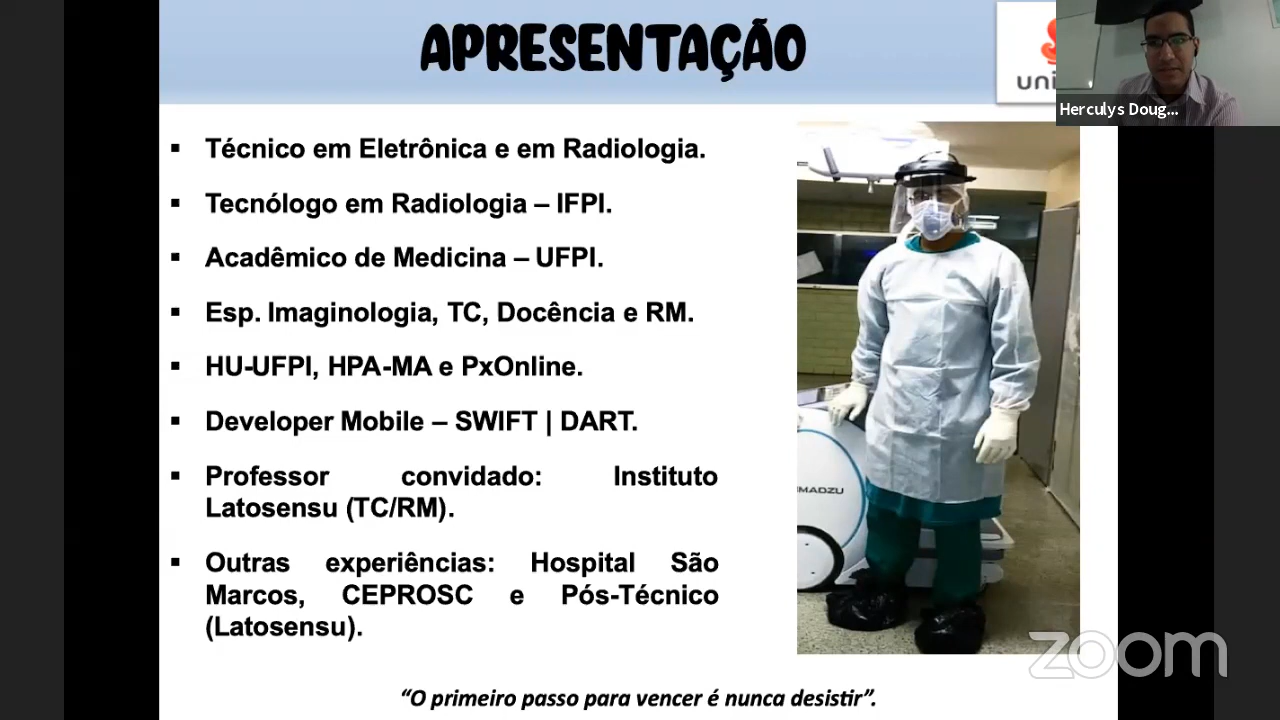 APRESENTAÇÃO
Herculys Doug...
▪ Técnico em Eletrônica e em Radiologia.
▪ Tecnólogo em Radiologia – IFPI.
▪ Acadêmico de Medicina – UFPI.
▪ Esp. Imaginologia, TC, Docência e RM.
▪ HU-UFPI, HPA-MA e PxOnline.
▪ Developer Mobile – SWIFT | DART.
▪ Professor convidado: Instituto
Latosensu (TC/RM).
▪ Outras experiências: Hospital São
Marcos, CEPROSC e Pós-Técnico
(Latosensu).
IMADZU
zoom
“O primeiro passo para vencer é nunca desistir”.